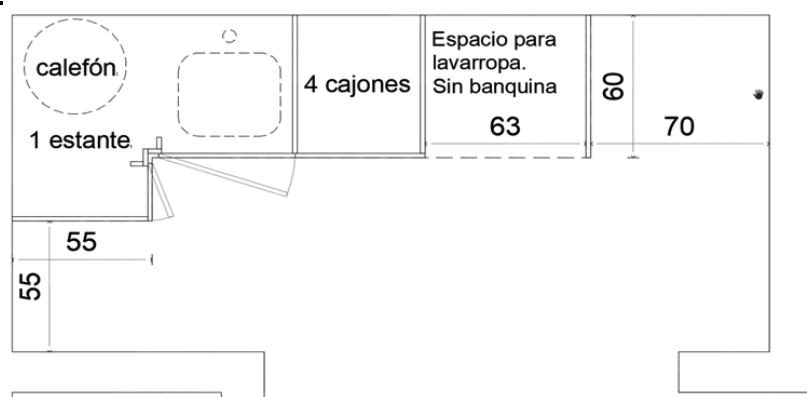 Espacio para
lavarropa.
Sin banquina
calefón
4 cajones
60
63
70
1 estante
55
55